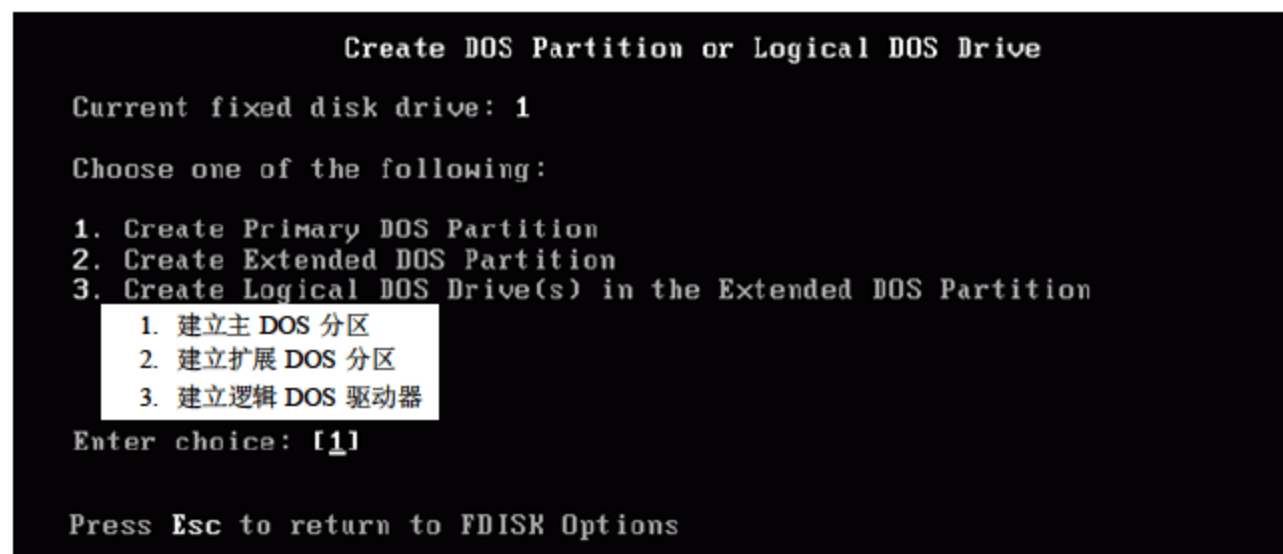 Create DOS Partition or Logical DOS Drive
Current fixed disk drive: 1
Choose one of the following:
1. Create Primary DOS Partition
2. Create Extended DOS Partition
3. Create Logical DOS Drive(s) in the Extended DOS Partition
1. 建立主 DOS 分区
2. 建立扩展 DOS 分区
3. 建立逻辑 DOS 驱动器
Enter choice: [1]
Press Esc to return to FDISK Options